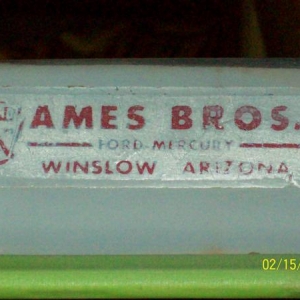 AMES BROS.
FORD-MERCURY
WINSLOW ARIZONA
02/15/